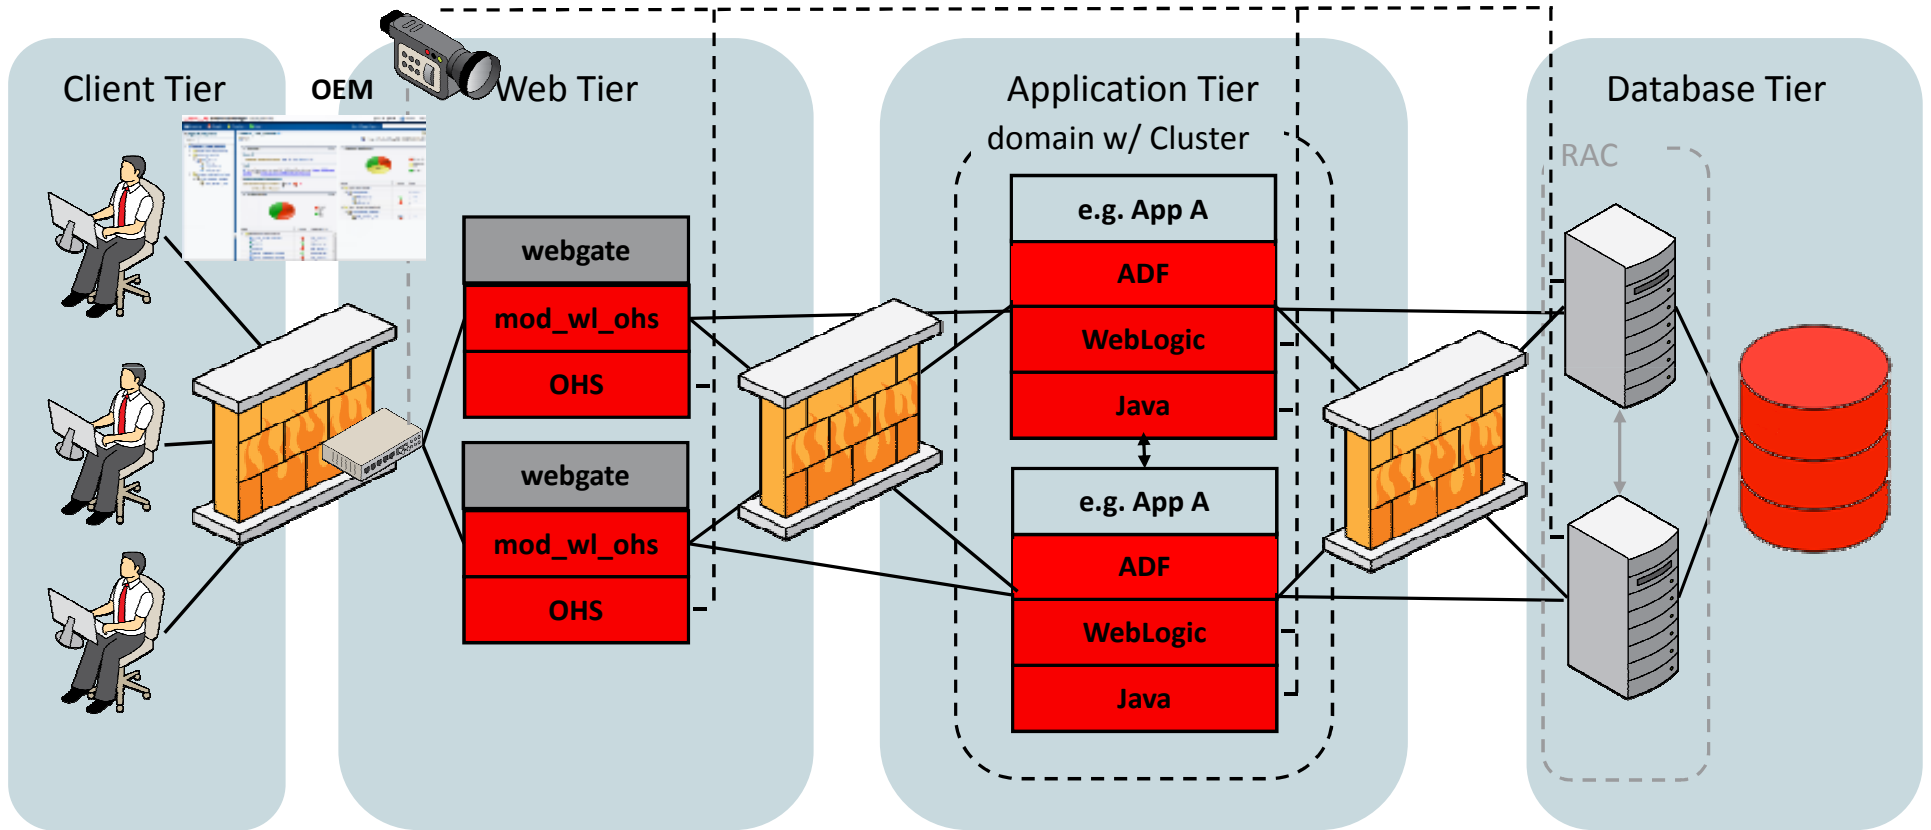 Client Tier
OEM
Web Tier
Application Tier
Database Tier
domain w/ Cluster
RAC
webgate
mod_wl_ohs
OHS
webgate
mod_wl_ohs
OHS
e.g. App A
ADF
WebLogic
Java
e.g. App A
ADF
WebLogic
Java